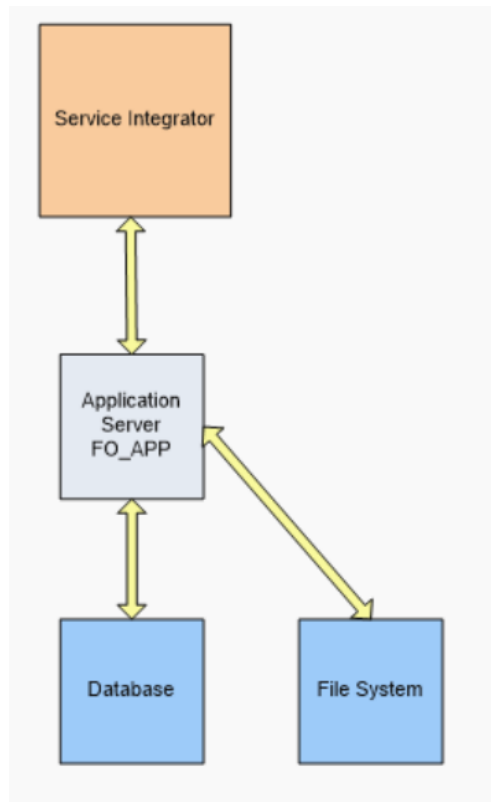 Service Integrator
Application
Server
FO_APP
Database
File System